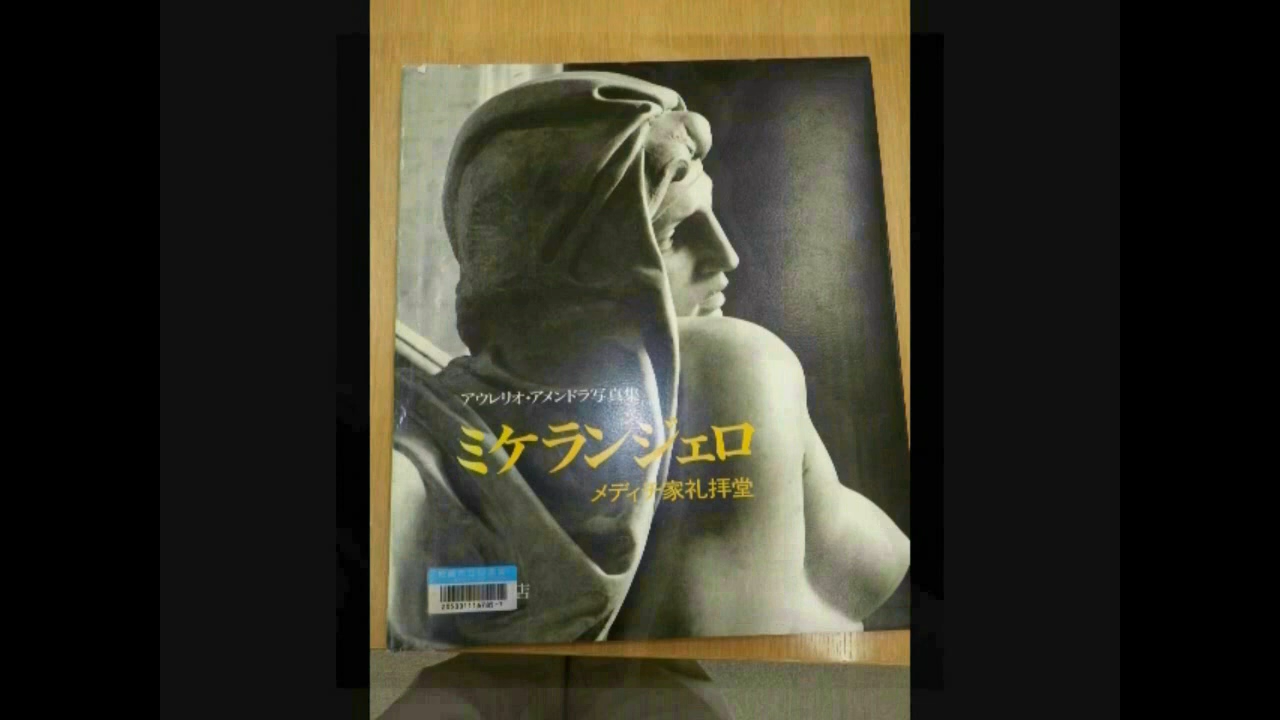 アウレリオ・アメンドラ写真集
ミケランジェロ
メディチ家礼拝堂
店